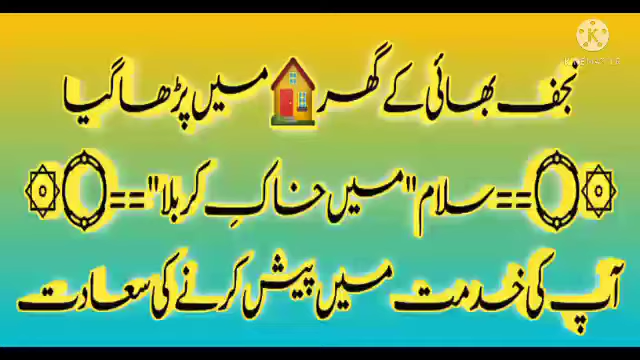 نجف بھائی کے گھر🏠میں پڑھا گیا
۞◯==سلام"میں خاکِ کربلا"==◯۞
آپ کی خدمت میں پیش کرنے کی سعادت